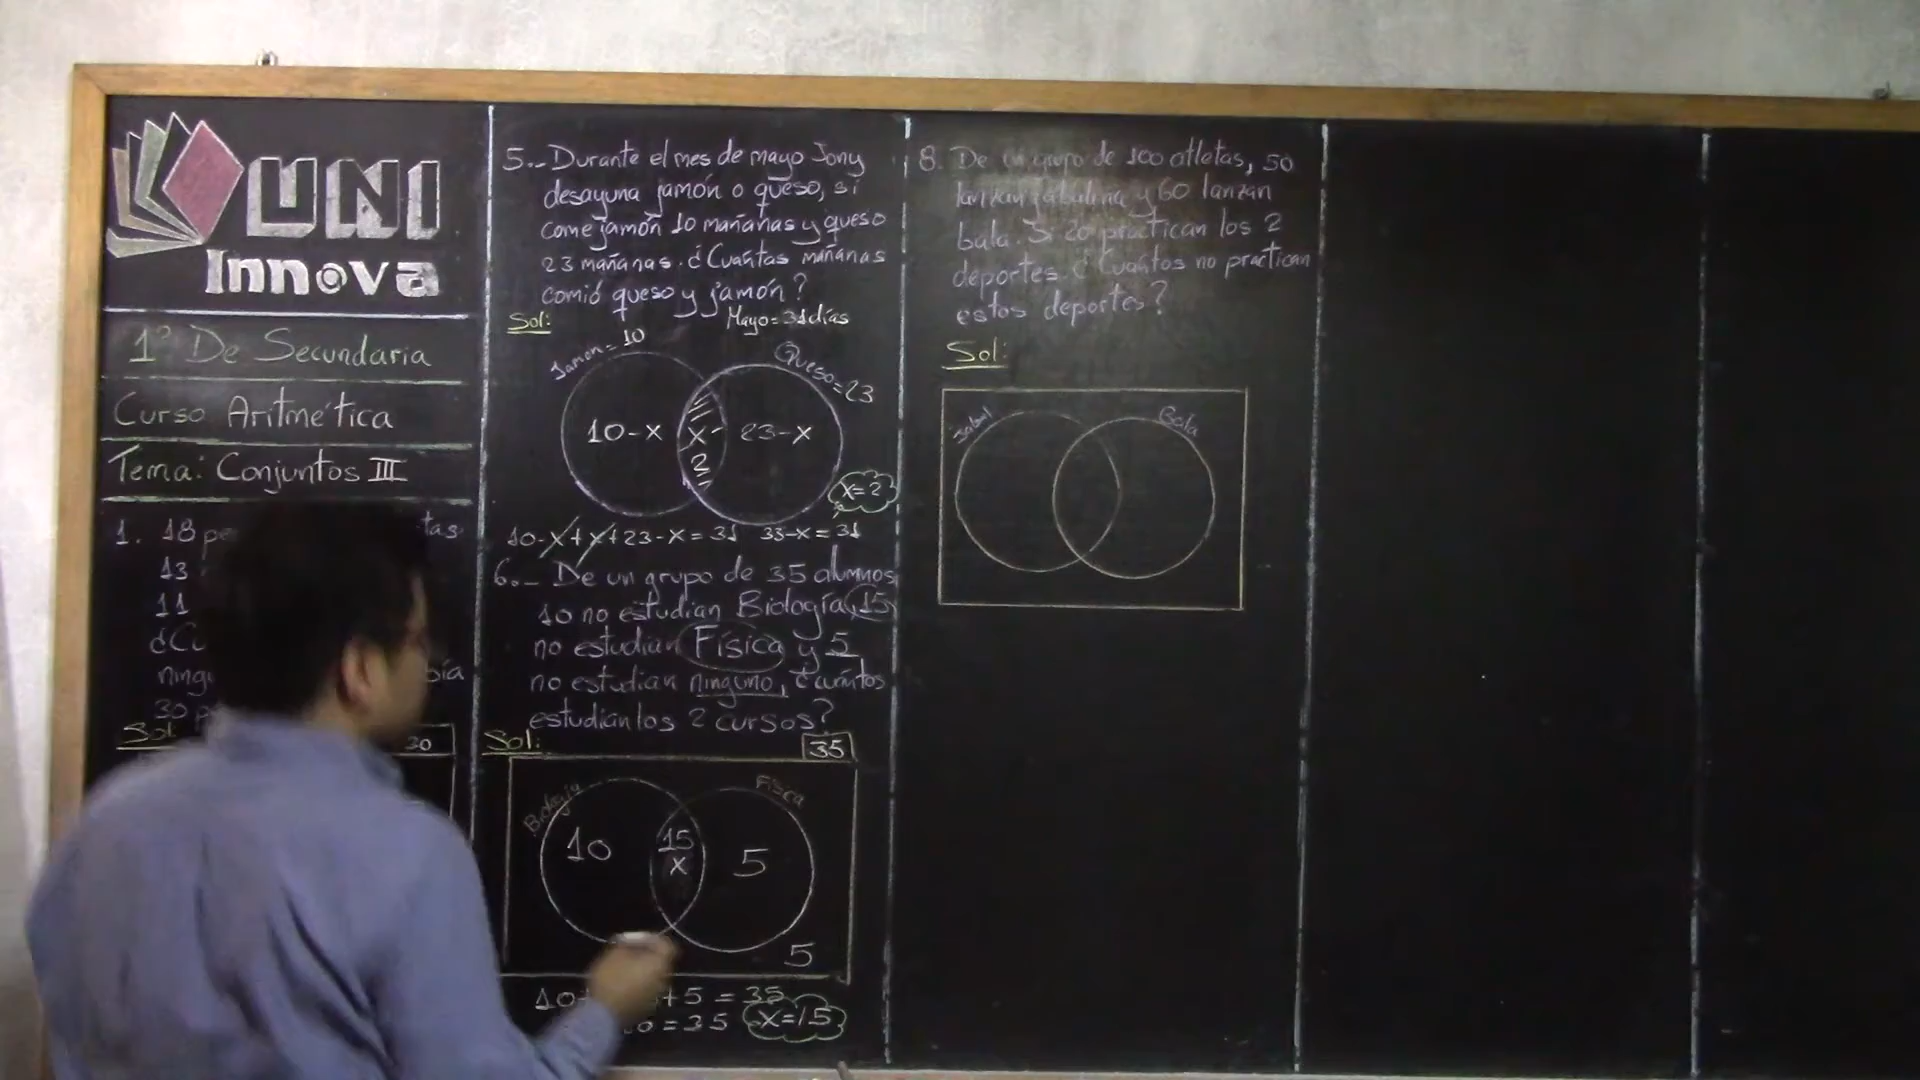 UNI
Innova
1° De Secundaria
Curso Aritmética
Tema: Conjuntos III
1. 18
13
11
30
Sol:
30
5.- Durante el mes de mayo Jony
desayuna jamón o queso, si
come jamón 10 mañanas y queso
23 mañanas. ¿Cuántas mañanas
comió queso y jamón?
Sol:
Mayo = 31 días
Jamón = 10
Queso = 23
10-x
x
2
23-x
x=2
10-x+x+23-x=31 33-x=31
6.- De un grupo de 35 alumnos
10 no estudian Biología, 15
no estudian Física y 5
no estudian ninguno, ¿cuántos
estudian los 2 cursos?
Sol:
35
Biología
Física
10
15
x
5
5
+5 = 35
=35 x=15
8. De un grupo de 100 atletas, 50
lanzan jabalina y 60 lanzan
bala. Si 20 practican los 2
deportes. ¿Cuántos no practican
estos deportes?
Sol:
Jabal
Bala